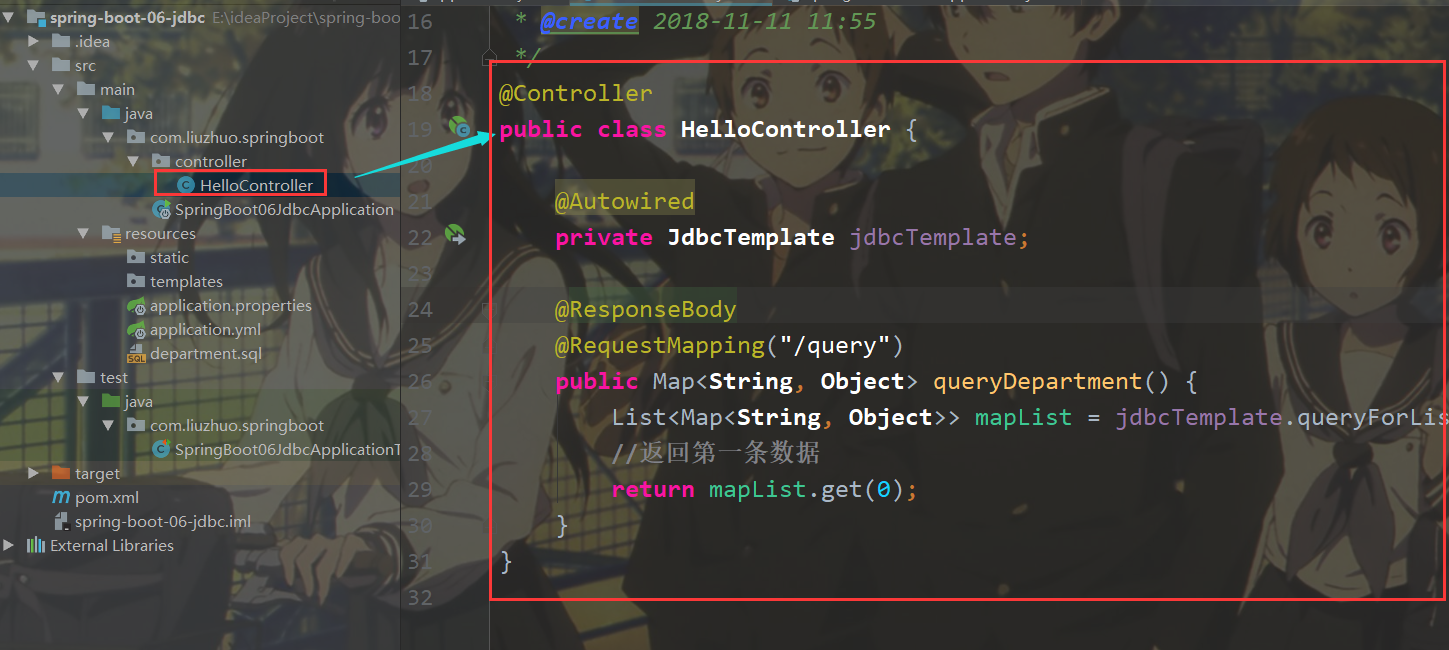 spring-boot-06-jdbc E:\ideaProject\spring-boo
.idea
src
main
java
com.liuzhuo.springboot
controller
HelloController
SpringBoot06JdbcApplication
resources
static
templates
application.properties
application.yml
department.sql
test
java
com.liuzhuo.springboot
SpringBoot06JdbcApplicationT
target
pom.xml
spring-boot-06-jdbc.iml
External Libraries
16 * @create 2018-11-11 11:55
17 */
18 @Controller
19 public class HelloController {
20
21 @Autowired
22 private JdbcTemplate jdbcTemplate;
23
24 @ResponseBody
25 @RequestMapping("/query")
26 public Map<String, Object> queryDepartment() {
27 List<Map<String, Object>> mapList = jdbcTemplate.queryForLis
28 //返回第一条数据
29 return mapList.get(0);
30 }
31 }
32